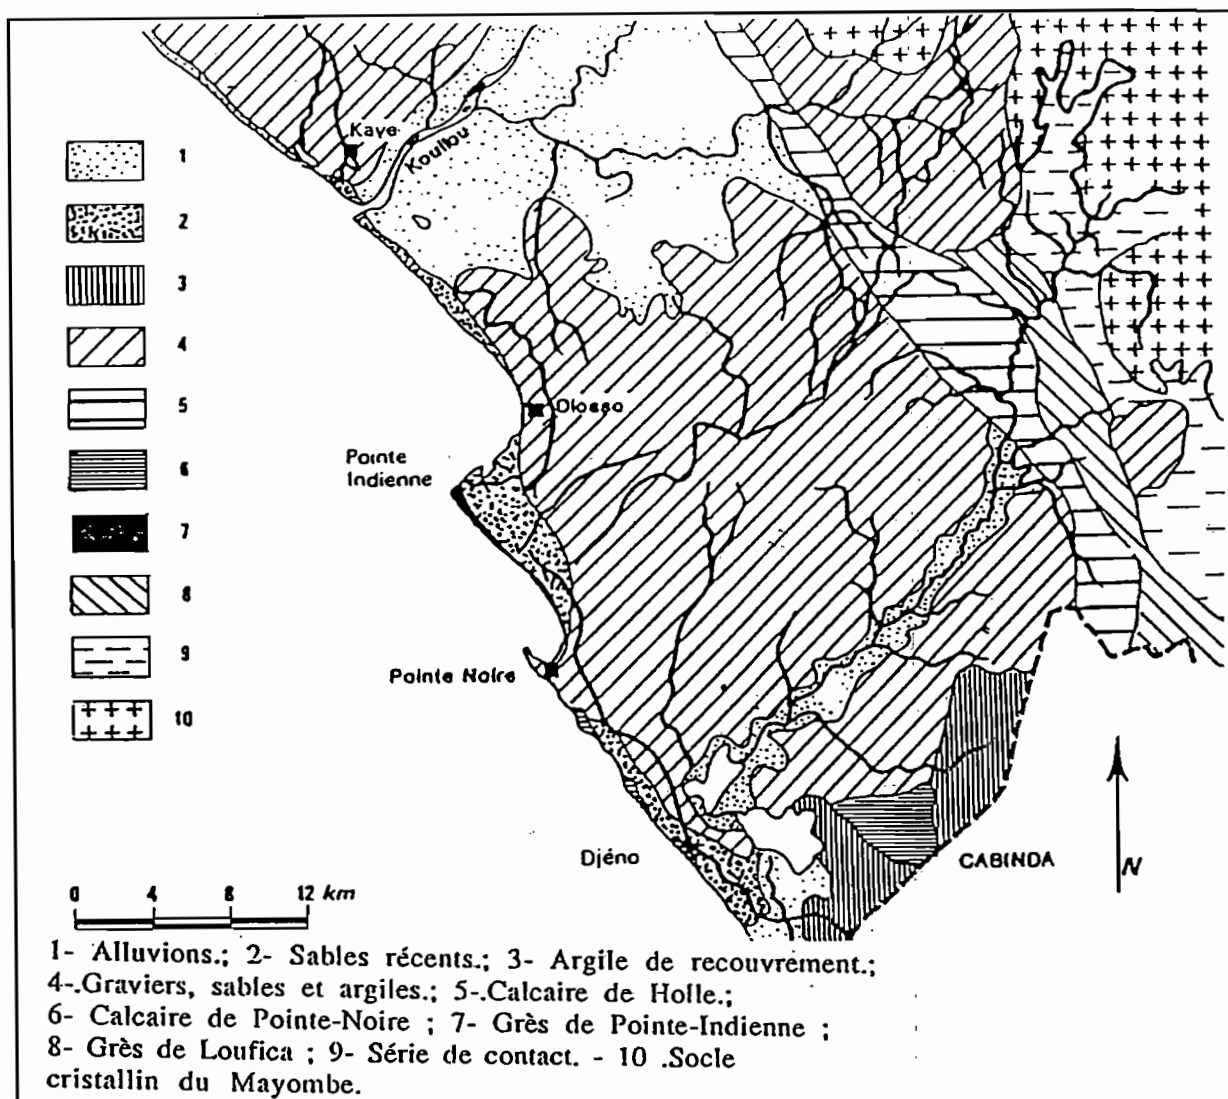 Kaye
Kouilou
1
2
3
4
5
6
7
8
9
10
Diosso
Pointe
Indienne
Pointe Noire
Djéno
CABINDA
N
0 4 8 12 km
1- Alluvions.; 2- Sables récents.; 3- Argile de recouvrement.;
4-.Graviers, sables et argiles.; 5-.Calcaire de Holle.;
6- Calcaire de Pointe-Noire ; 7- Grès de Pointe-Indienne ;
8- Grès de Loufica ; 9- Série de contact. - 10 .Socle
cristallin du Mayombe.